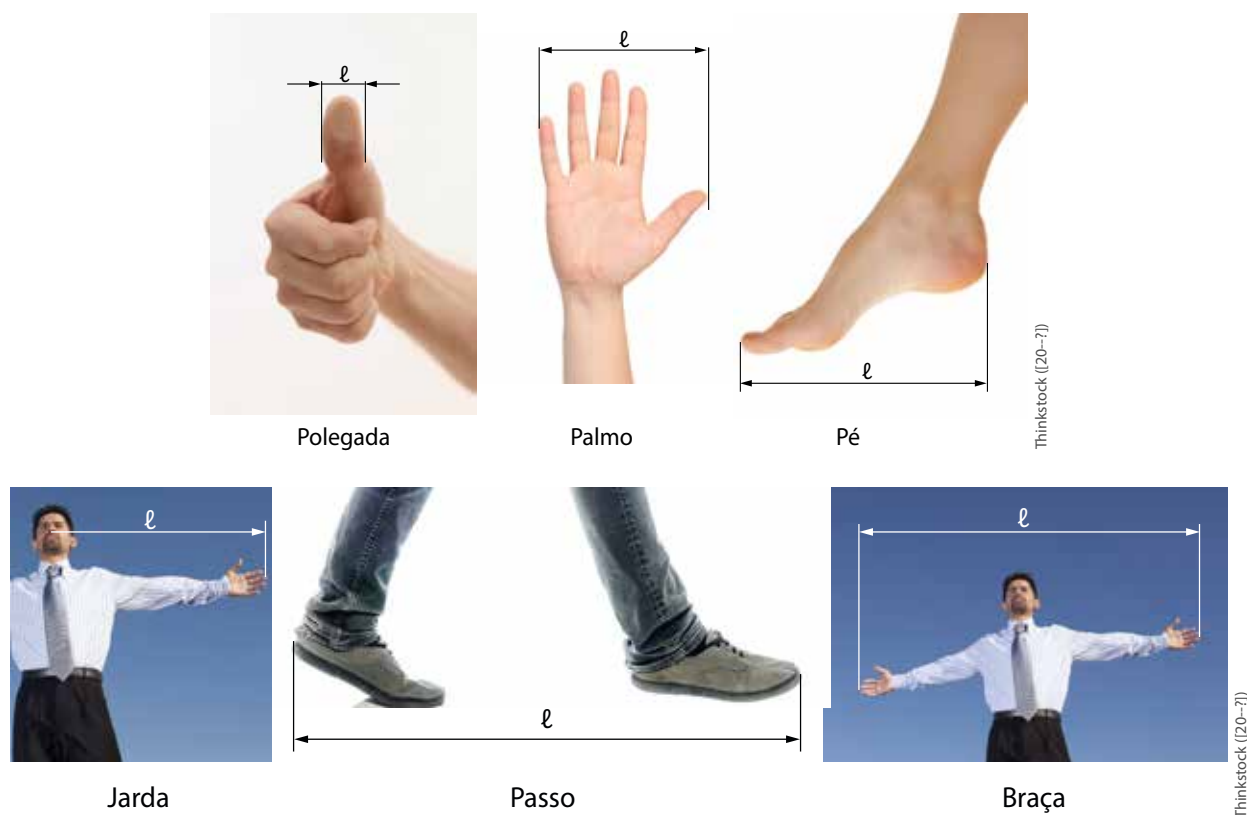 ℓ
ℓ
ℓ
Polegada
Palmo
Pé
Thinkstock ([20--?])
ℓ
ℓ
ℓ
Jarda
Passo
Braça
Thinkstock ([20--?])